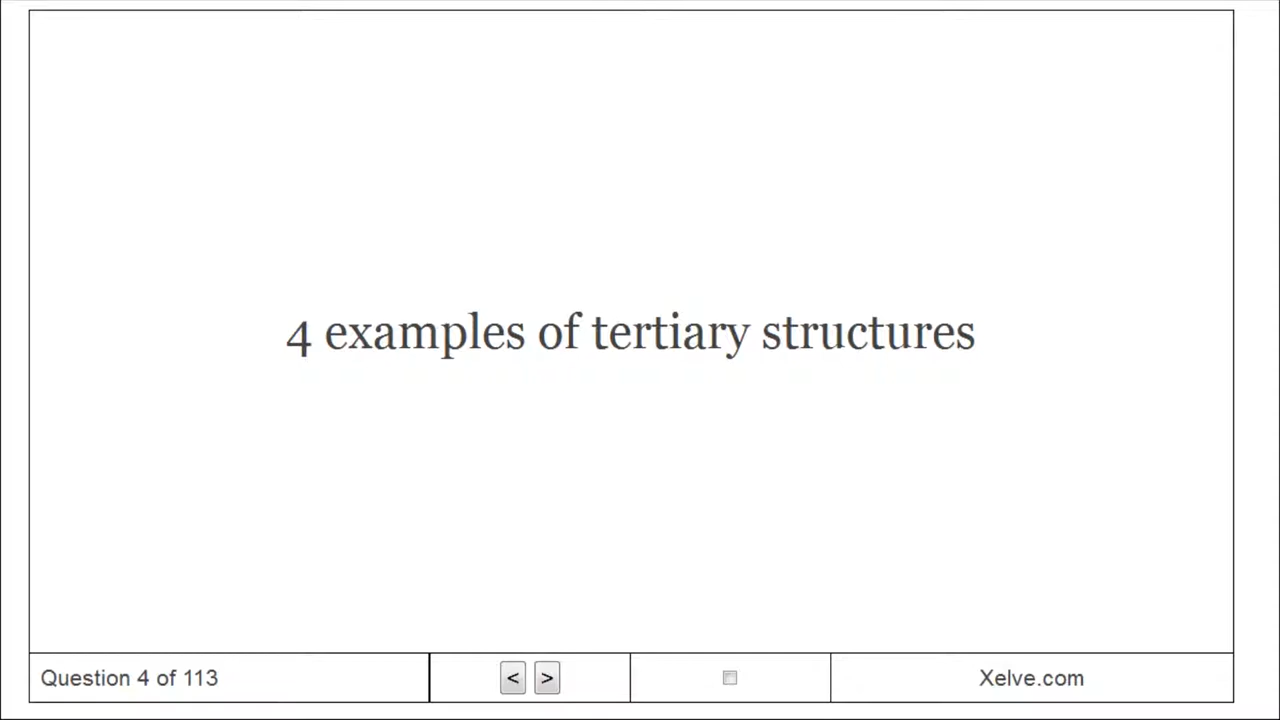 4 examples of tertiary structures
Question 4 of 113
< >
Xelve.com